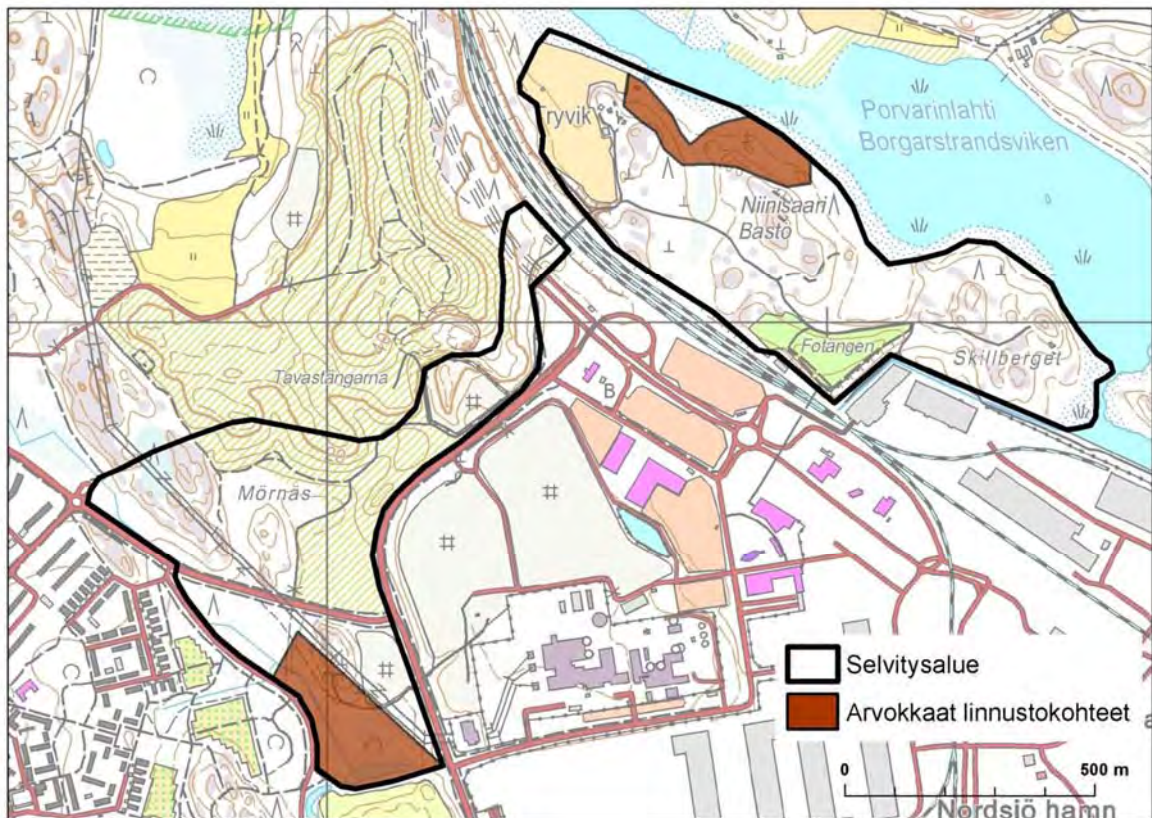 Porvarinlahti
Borgarstrandsviken
Niinisaari
Bastö
Fotängen
Skillberget
Tavastängarna
Mörnäs
B
Selvitysalue
Arvokkaat linnustokohteet
0
500 m
Nordsjö hamn